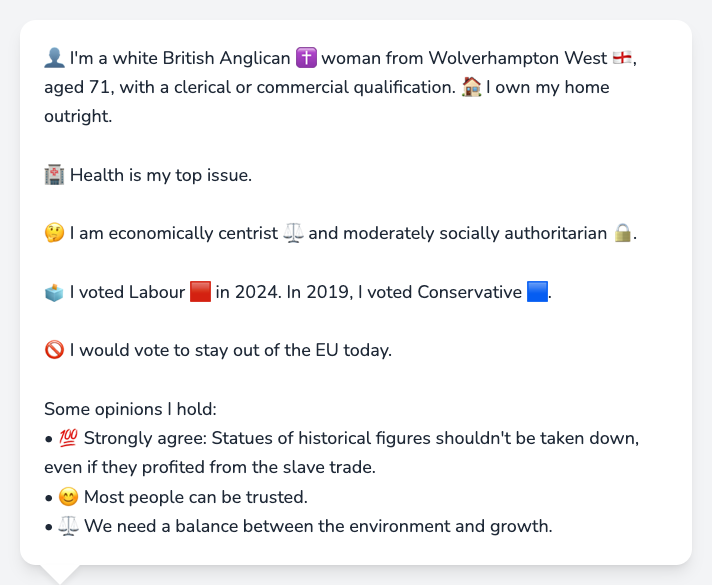 👤 I'm a white British Anglican ✝️ woman from Wolverhampton West 🏴󠁧󠁢󠁥󠁮󠁧󠁿,
aged 71, with a clerical or commercial qualification. 🏠 I own my home
outright.
🏥 Health is my top issue.
🤔 I am economically centrist ⚖️ and moderately socially authoritarian 🔒.
🗳️ I voted Labour 🟥 in 2024. In 2019, I voted Conservative 🟦.
🚫 I would vote to stay out of the EU today.
Some opinions I hold:
• 💯 Strongly agree: Statues of historical figures shouldn't be taken down,
even if they profited from the slave trade.
• 😊 Most people can be trusted.
• ⚖️ We need a balance between the environment and growth.